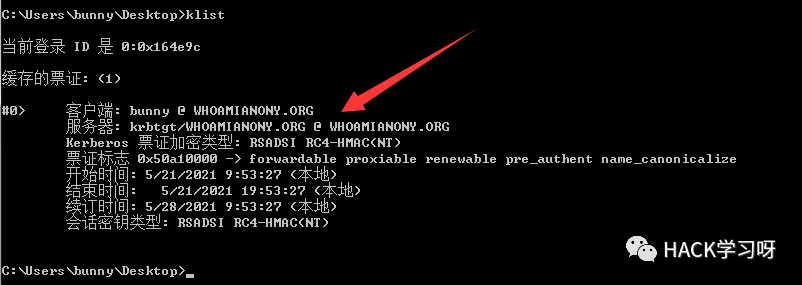 C:\Users\bunny\Desktop>klist
当前登录 ID 是 0:0x164e9c
缓存的票证: (1)
#0> 客户端: bunny @ WHOAMIANONY.ORG
服务器: krbtgt/WHOAMIANONY.ORG @ WHOAMIANONY.ORG
Kerberos 票证加密类型: RSADSI RC4-HMAC(NT)
票证标志 0x50a10000 -> forwardable proxiable renewable pre_authent name_canonicalize
开始时间: 5/21/2021 9:53:27 (本地)
结束时间: 5/21/2021 19:53:27 (本地)
续订时间: 5/28/2021 9:53:27 (本地)
会话密钥类型: RSADSI RC4-HMAC(NT)
HACK学习呀
C:\Users\bunny\Desktop>_